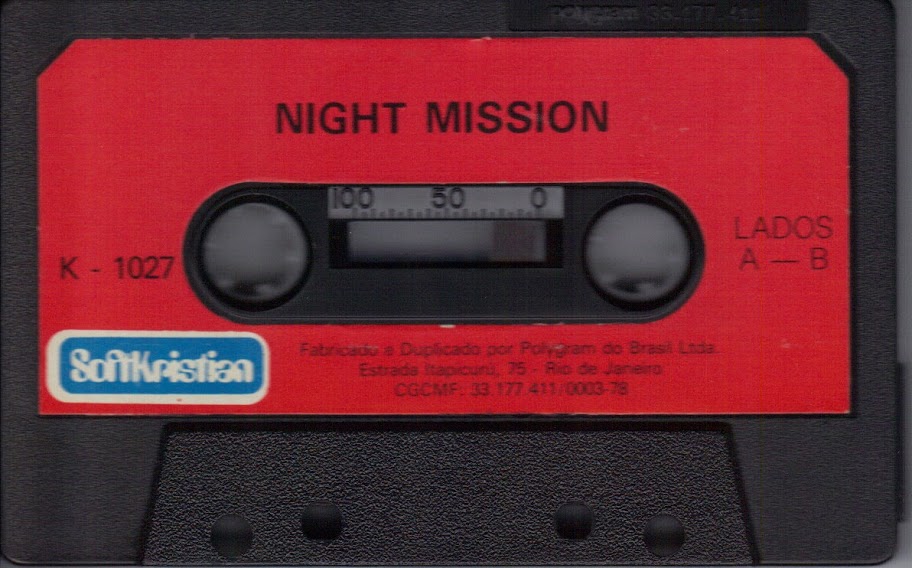 polygram 33.177.411
NIGHT MISSION
100 50 0
LADOS
A — B
K - 1027
SoftKristian
Fabricado e Duplicado por Polygram do Brasil Ltda.
Estrada Itapicurú, 75 - Rio de Janeiro
CGCMF: 33.177.411/0003-78